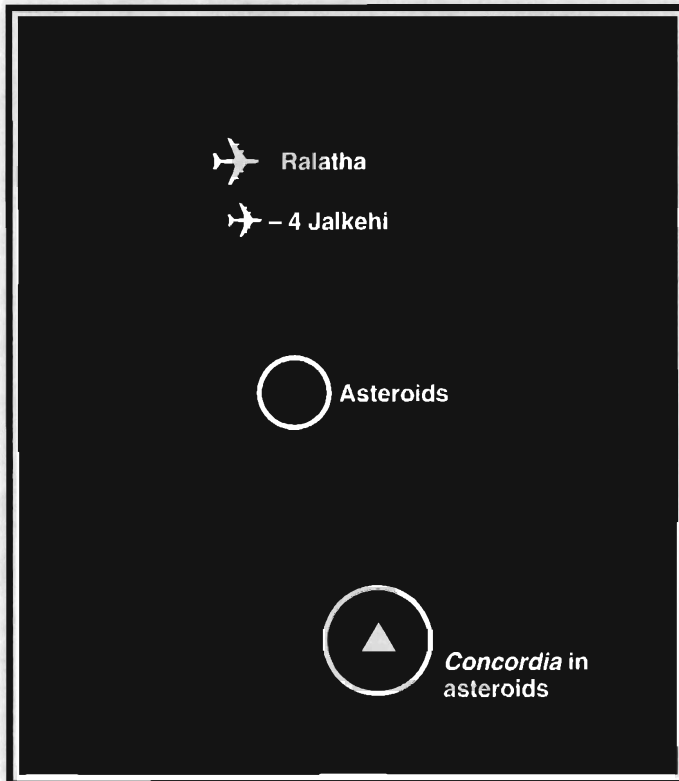 Ralatha
– 4 Jalkehi
Asteroids
Concordia in
asteroids